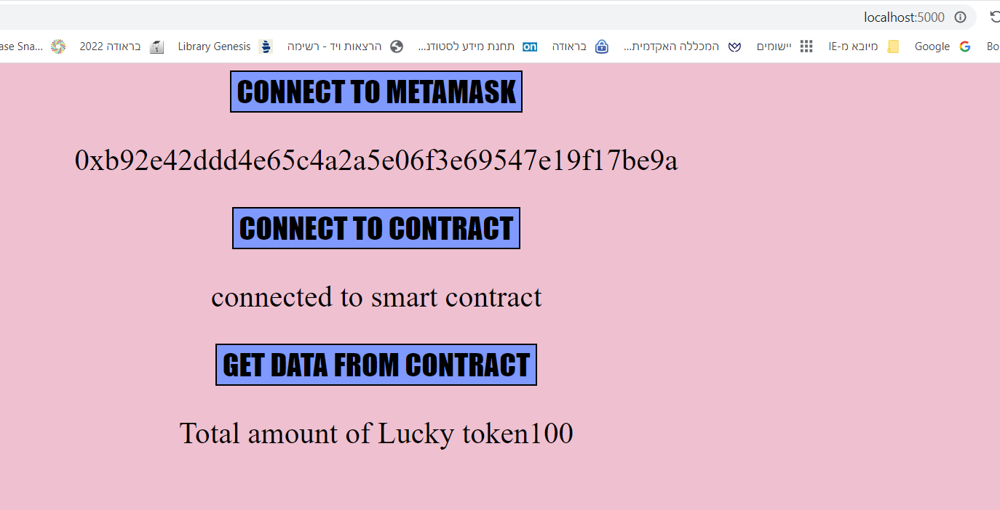 localhost:5000
ase Sna...
בראודה 2022
Library Genesis
הרצאות ויד - רשימה
תחנת מידע לסטודנ...
on
בראודה
המכללה האקדמית...
יישומים
מיובא מ-IE
Google
Bo
CONNECT TO METAMASK
0xb92e42ddd4e65c4a2a5e06f3e69547e19f17be9a
CONNECT TO CONTRACT
connected to smart contract
GET DATA FROM CONTRACT
Total amount of Lucky token100